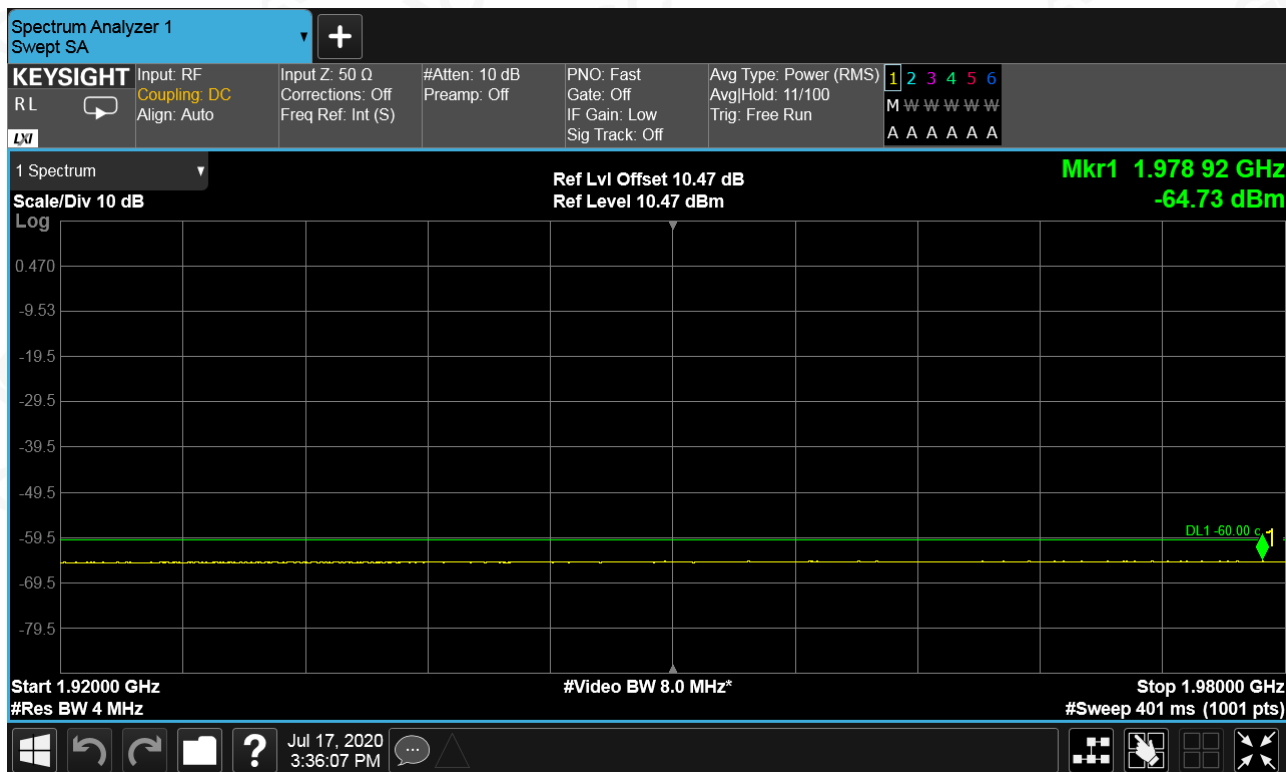 Spectrum Analyzer 1
Swept SA
+
KEYSIGHT
RL
LXI
Input: RF
Coupling: DC
Align: Auto
Input Z: 50 Ω
Corrections: Off
Freq Ref: Int (S)
#Atten: 10 dB
Preamp: Off
PNO: Fast
Gate: Off
IF Gain: Low
Sig Track: Off
Avg Type: Power (RMS)
Avg|Hold: 11/100
Trig: Free Run
1 2 3 4 5 6
M W W W W W
A A A A A A
1 Spectrum
Scale/Div 10 dB
Log
Ref Lvl Offset 10.47 dB
Ref Level 10.47 dBm
Mkr1 1.978 92 GHz
-64.73 dBm
0.470
-9.53
-19.5
-29.5
-39.5
-49.5
-59.5
-69.5
-79.5
DL1 -60.00
1
Start 1.92000 GHz
#Video BW 8.0 MHz*
Stop 1.98000 GHz
#Res BW 4 MHz
#Sweep 401 ms (1001 pts)
?
Jul 17, 2020
3:36:07 PM